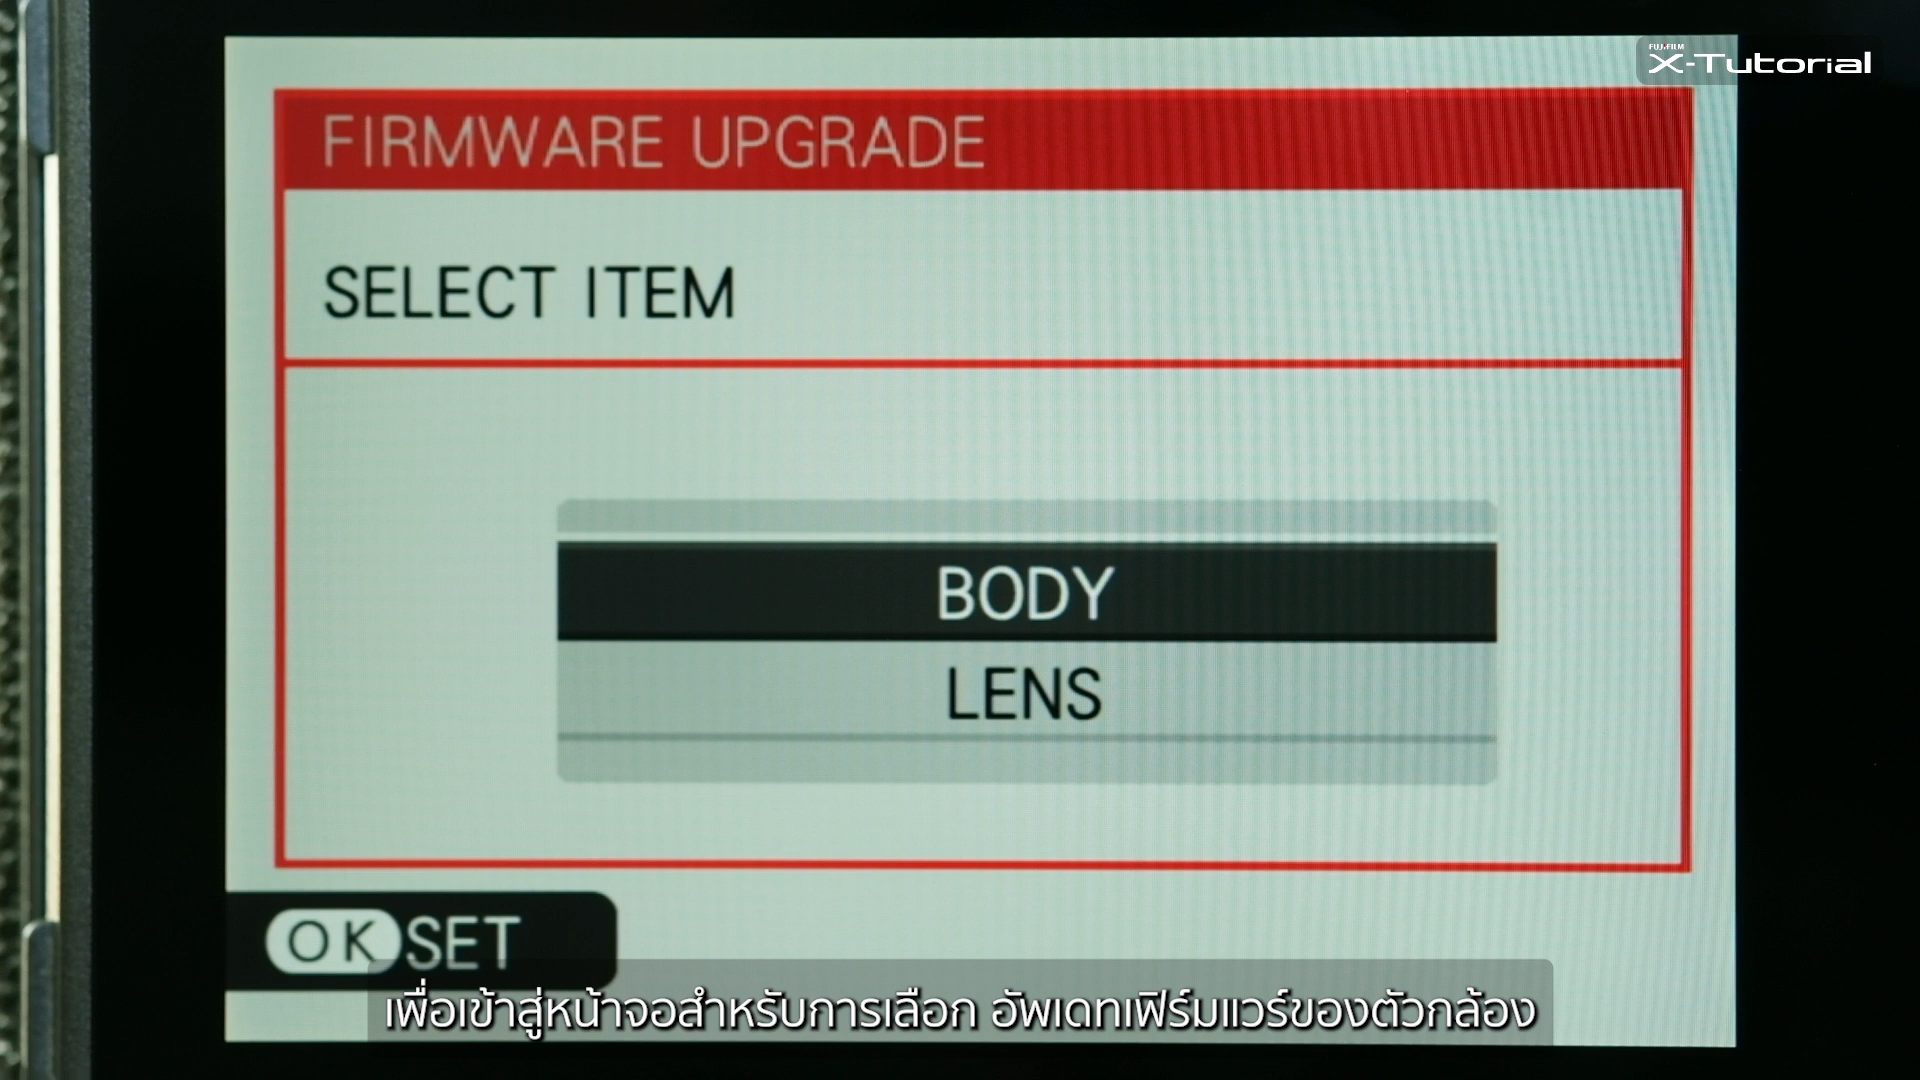 FUJIFILM
X-Tutorial
FIRMWARE UPGRADE
SELECT ITEM
BODY
LENS
OK SET
เพื่อเข้าสู่หน้าจอสำหรับการเลือก อัพเดทเฟิร์มแวร์ของตัวกล้อง